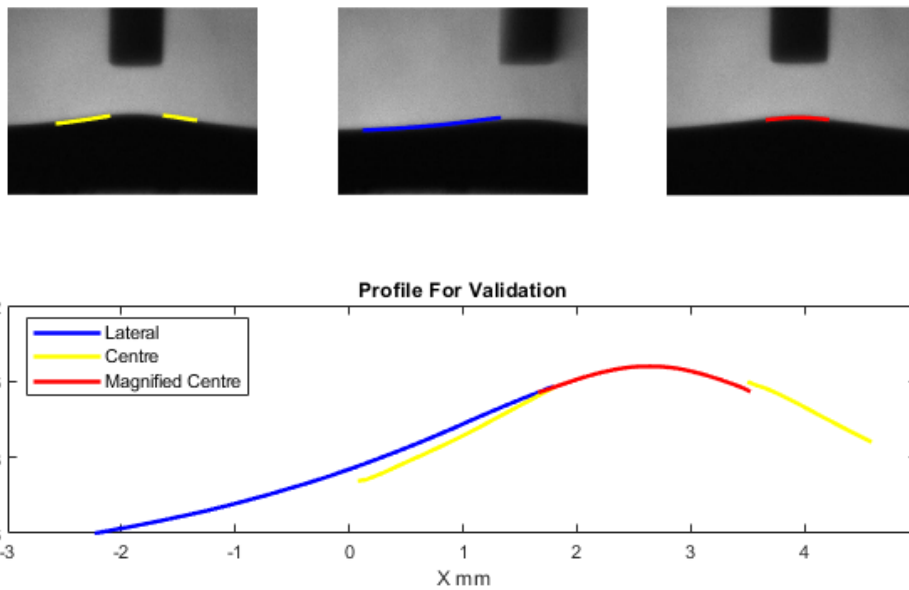 Profile For Validation
Lateral
Centre
Magnified Centre
-3 -2 -1 0 1 2 3 4
X mm